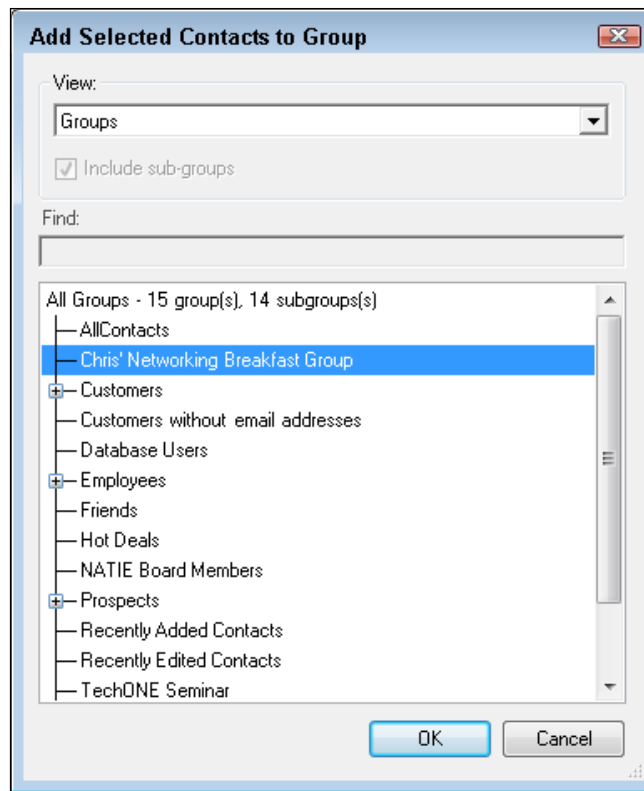 Add Selected Contacts to Group
View:
Groups
Include sub-groups
Find:
All Groups - 15 group(s), 14 subgroups(s)
AllContacts
Chris' Networking Breakfast Group
Customers
Customers without email addresses
Database Users
Employees
Friends
Hot Deals
NATIE Board Members
Prospects
Recently Added Contacts
Recently Edited Contacts
TechONE Seminar
OK Cancel